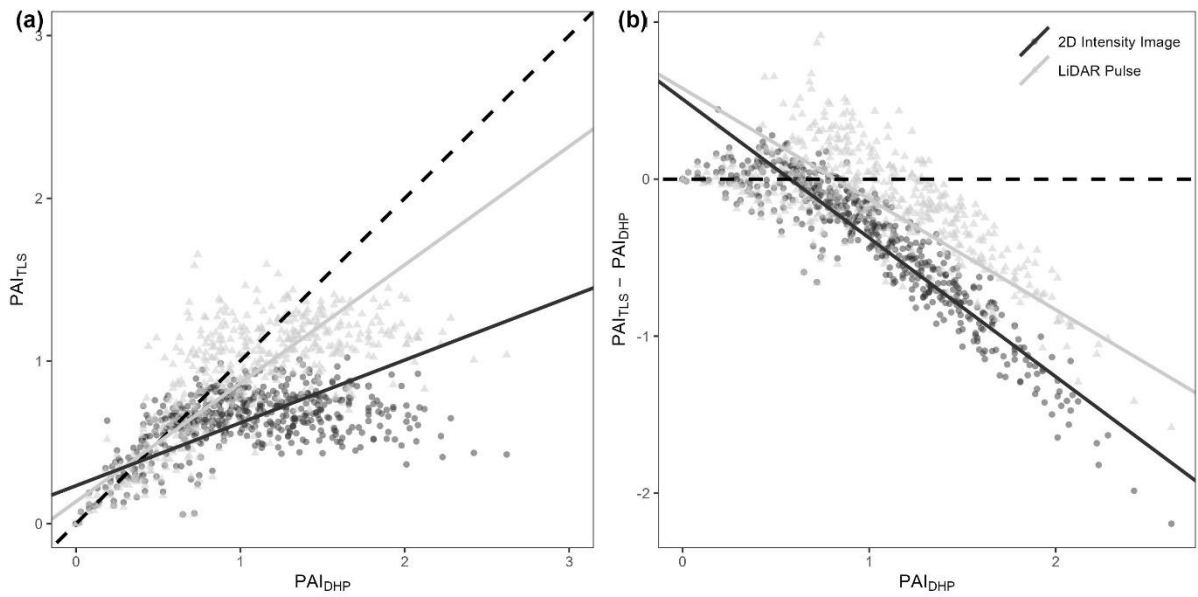 (a)
3
2
1
0
0 1 2 3
PAI_TLS
PAI_DHP
(b)
2D Intensity Image
LiDAR Pulse
1
0
-1
-2
0 1 2
PAI_TLS − PAI_DHP
PAI_DHP